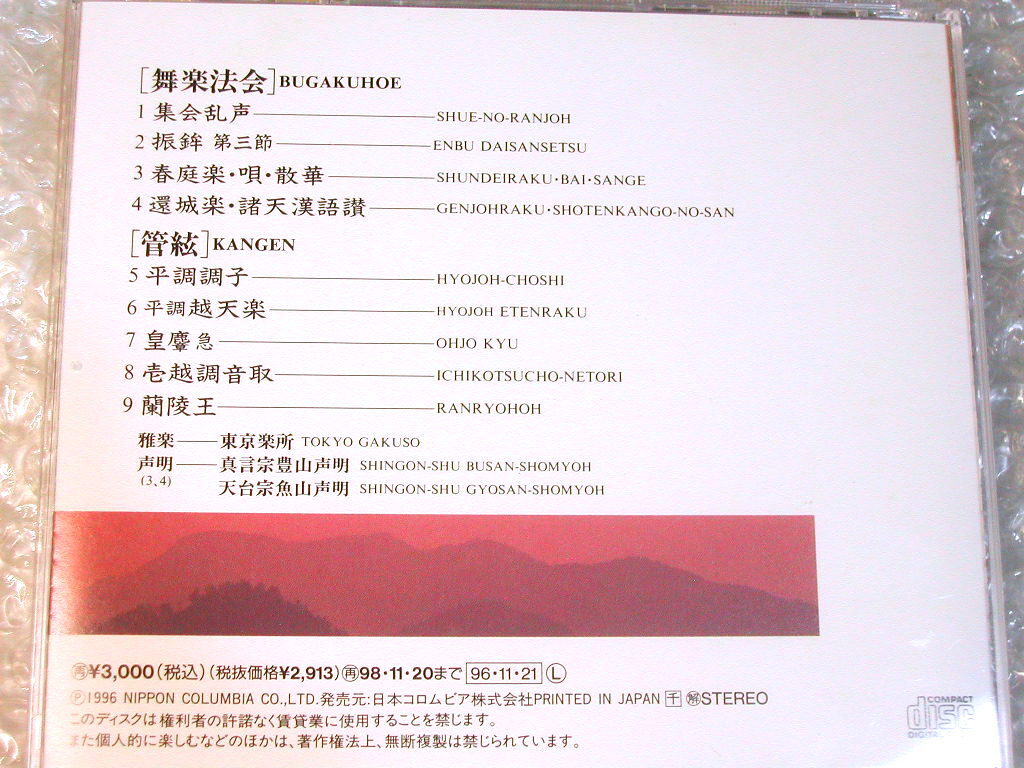 [舞楽法会]BUGAKUHOE
1 集会乱声 SHUE-NO-RANJOH
2 振鉾 第三節 ENBU DAISANSETSU
3 春庭楽・唄・散華 SHUNDEIRAKU・BAI・SANGE
4 還城楽・諸天漢語讃 GENJOHRAKU・SHOTENKANGO-NO-SAN
[管絃]KANGEN
5 平調調子 HYOJOH-CHOSHI
6 平調越天楽 HYOJOH ETENRAKU
7 皇麞 急 OHJO KYU
8 壱越調音取 ICHIKOTSUCHO-NETORI
9 蘭陵王 RANRYOHOH
雅楽 東京楽所 TOKYO GAKUSO
声明 真言宗豊山声明 SHINGON-SHU BUSAN-SHOMYOH
(3、4) 天台宗魚山声明 SHINGON-SHU GYOSAN-SHOMYOH
㊢¥3,000(税込)(税抜価格¥2,913)再98・11・20まで 96・11・21 Ⓛ
Ⓟ1996 NIPPON COLUMBIA CO.,LTD. 発売元:日本コロムビア株式会社 PRINTED IN JAPAN 干 解 STEREO
このディスクは権利者の許諾なく賃貸業に使用することを禁じます。
また個人的に楽しむなどのほかは、著作権法上、無断複製は禁じられています。
COMPACT
disc
DIGITAL